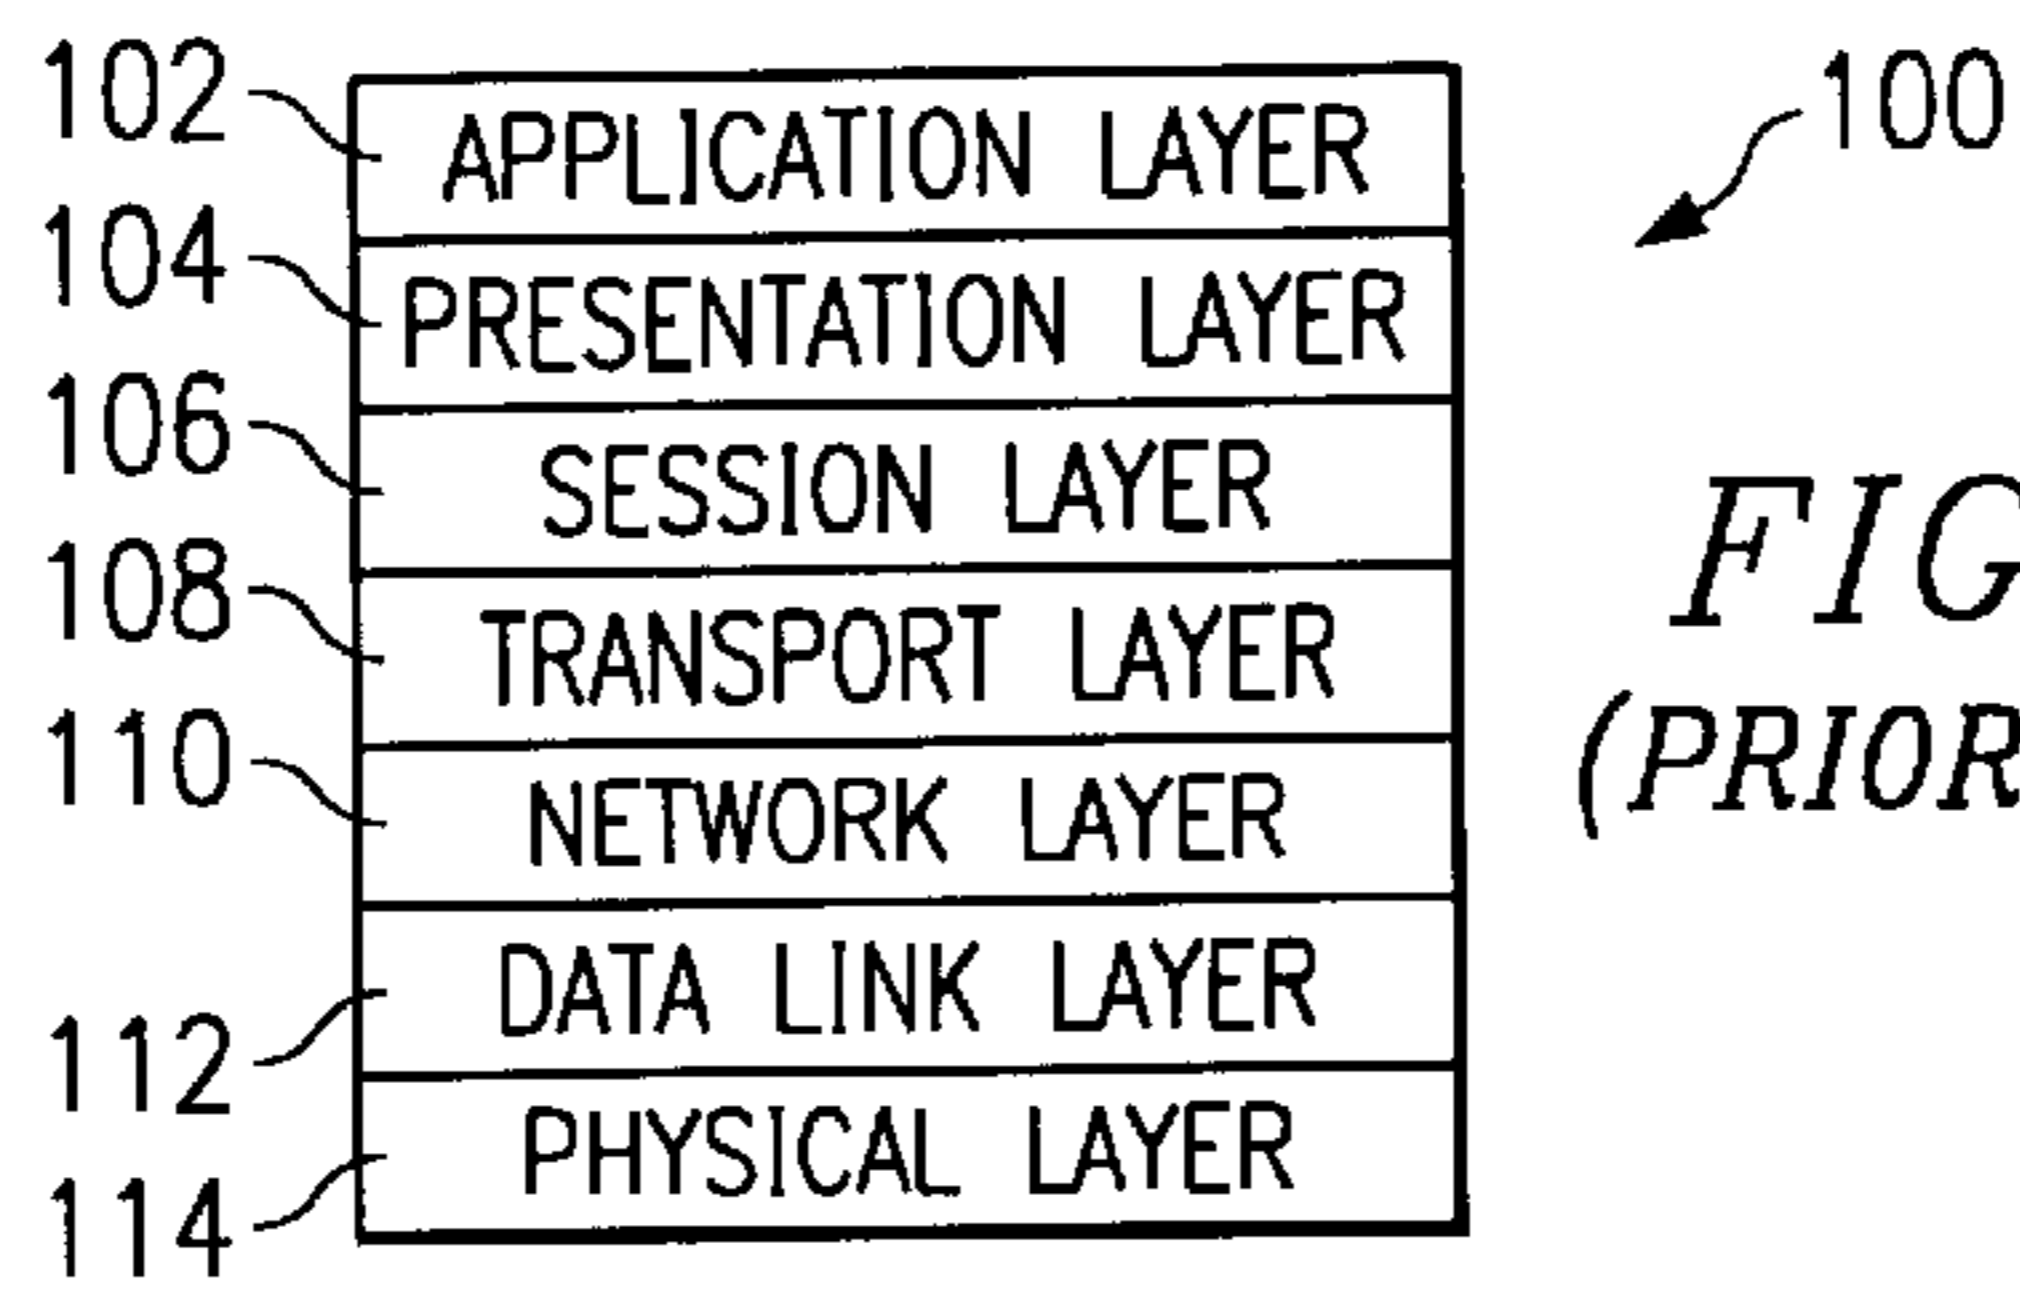 102
APPLICATION LAYER
100
104
PRESENTATION LAYER
106
SESSION LAYER
FIG
108
TRANSPORT LAYER
(PRIOR
110
NETWORK LAYER
112
DATA LINK LAYER
114
PHYSICAL LAYER